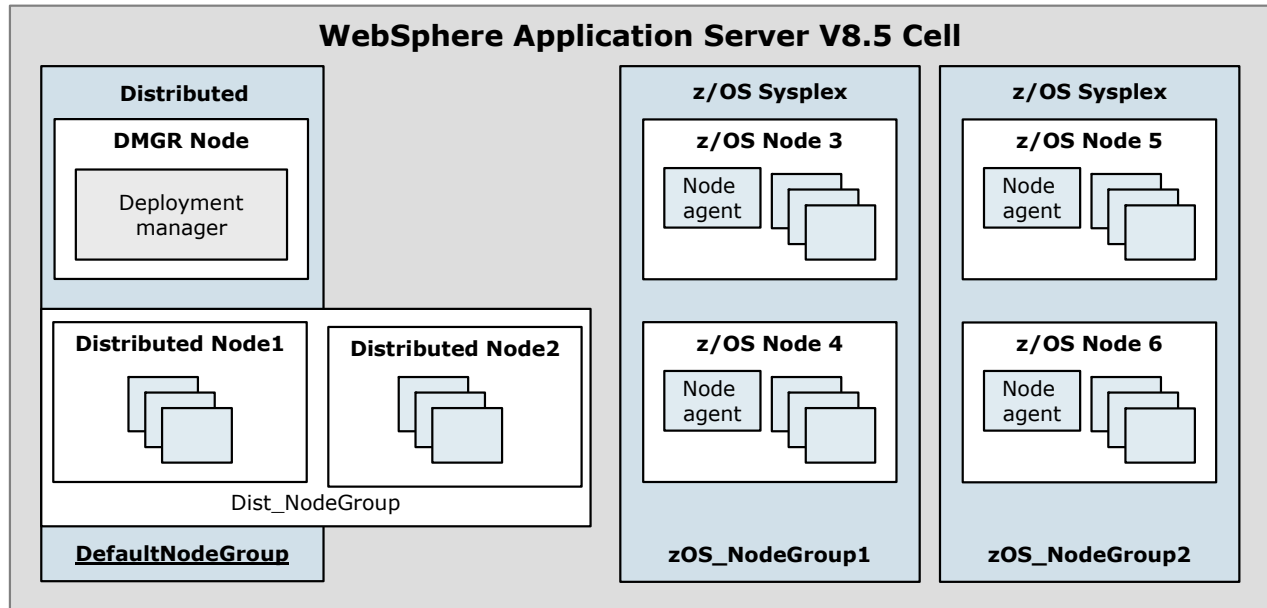 WebSphere Application Server V8.5 Cell
Distributed
DMGR Node
Deployment
manager
Distributed Node1
Distributed Node2
Dist_NodeGroup
DefaultNodeGroup
z/OS Sysplex
z/OS Node 3
Node
agent
z/OS Node 4
Node
agent
zOS_NodeGroup1
z/OS Sysplex
z/OS Node 5
Node
agent
z/OS Node 6
Node
agent
zOS_NodeGroup2